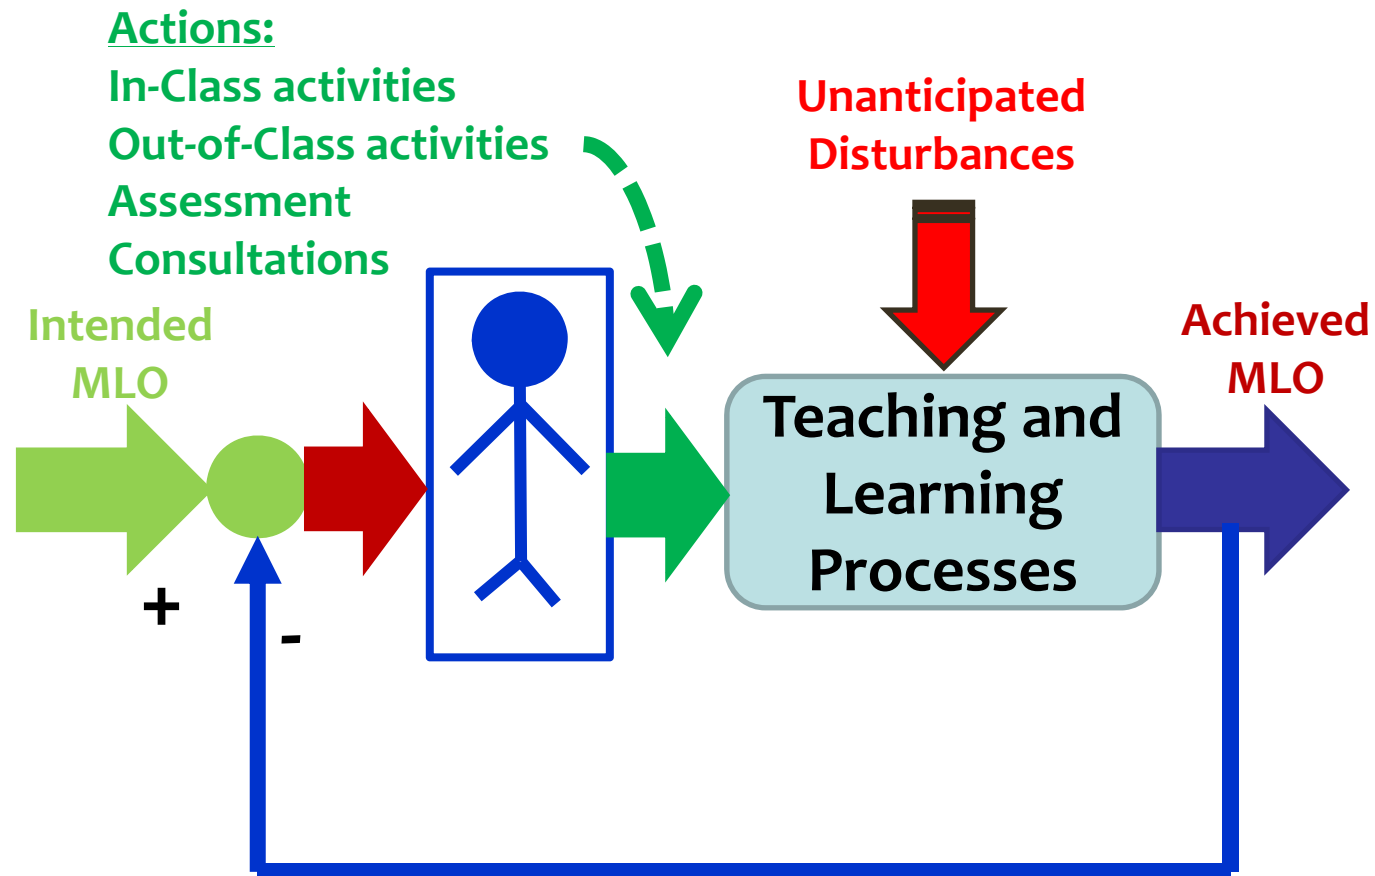 Actions:
In-Class activities
Out-of-Class activities
Assessment
Consultations
Unanticipated
Disturbances
Intended
MLO
Achieved
MLO
Teaching and
Learning
Processes
+
-